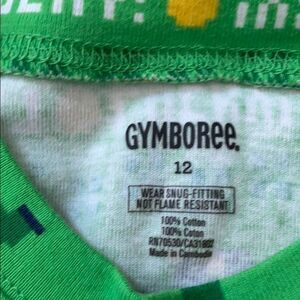 GYMBOREE.
12
WEAR SNUG-FITTING
NOT FLAME RESISTANT
100% Cotton
100% Coton
RN70530/CA31802
Made in Cambodia